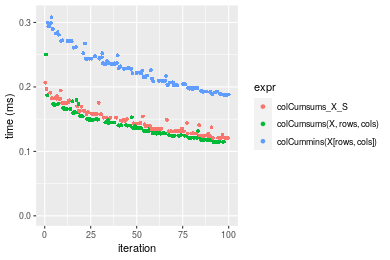 0.3
0.2
0.1
0.0
time (ms)
0
25
50
75
100
iteration
expr
colCumsums_X_S
colCumsums(X, rows, cols)
colCummins(X[rows, cols])